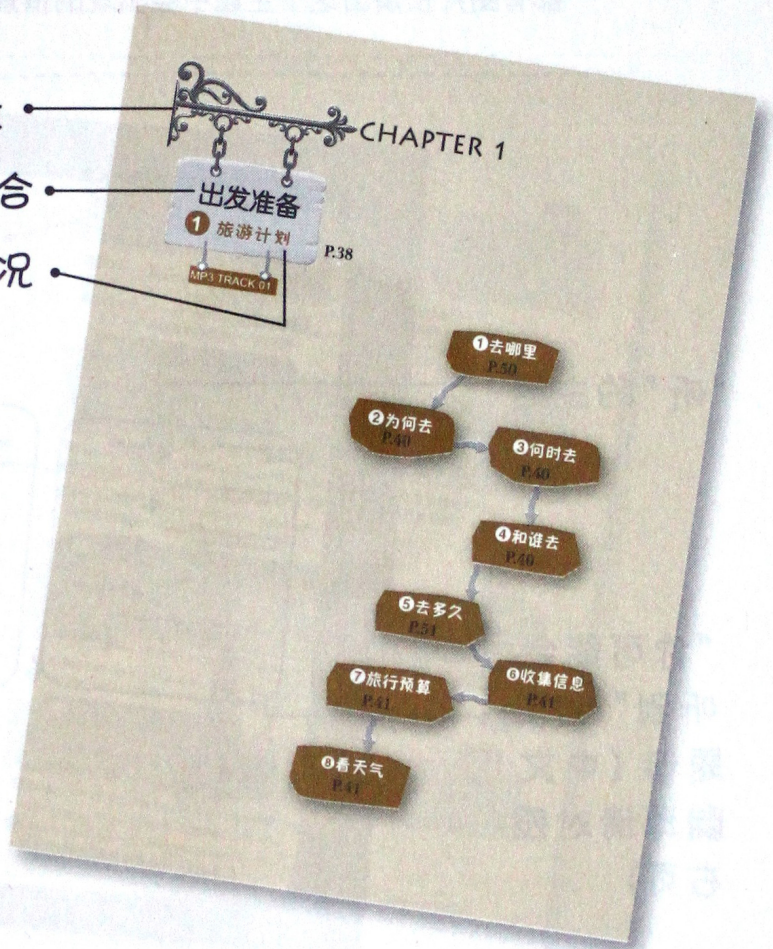 CHAPTER 1
合
出发准备
1 旅游计划
P.38
况
MP3 TRACK 01
1去哪里
P.50
2为何去
P.40
3何时去
P.40
4和谁去
P.40
5去多久
P.51
6收集信息
P.41
7旅行预算
P.41
8看天气
P.41